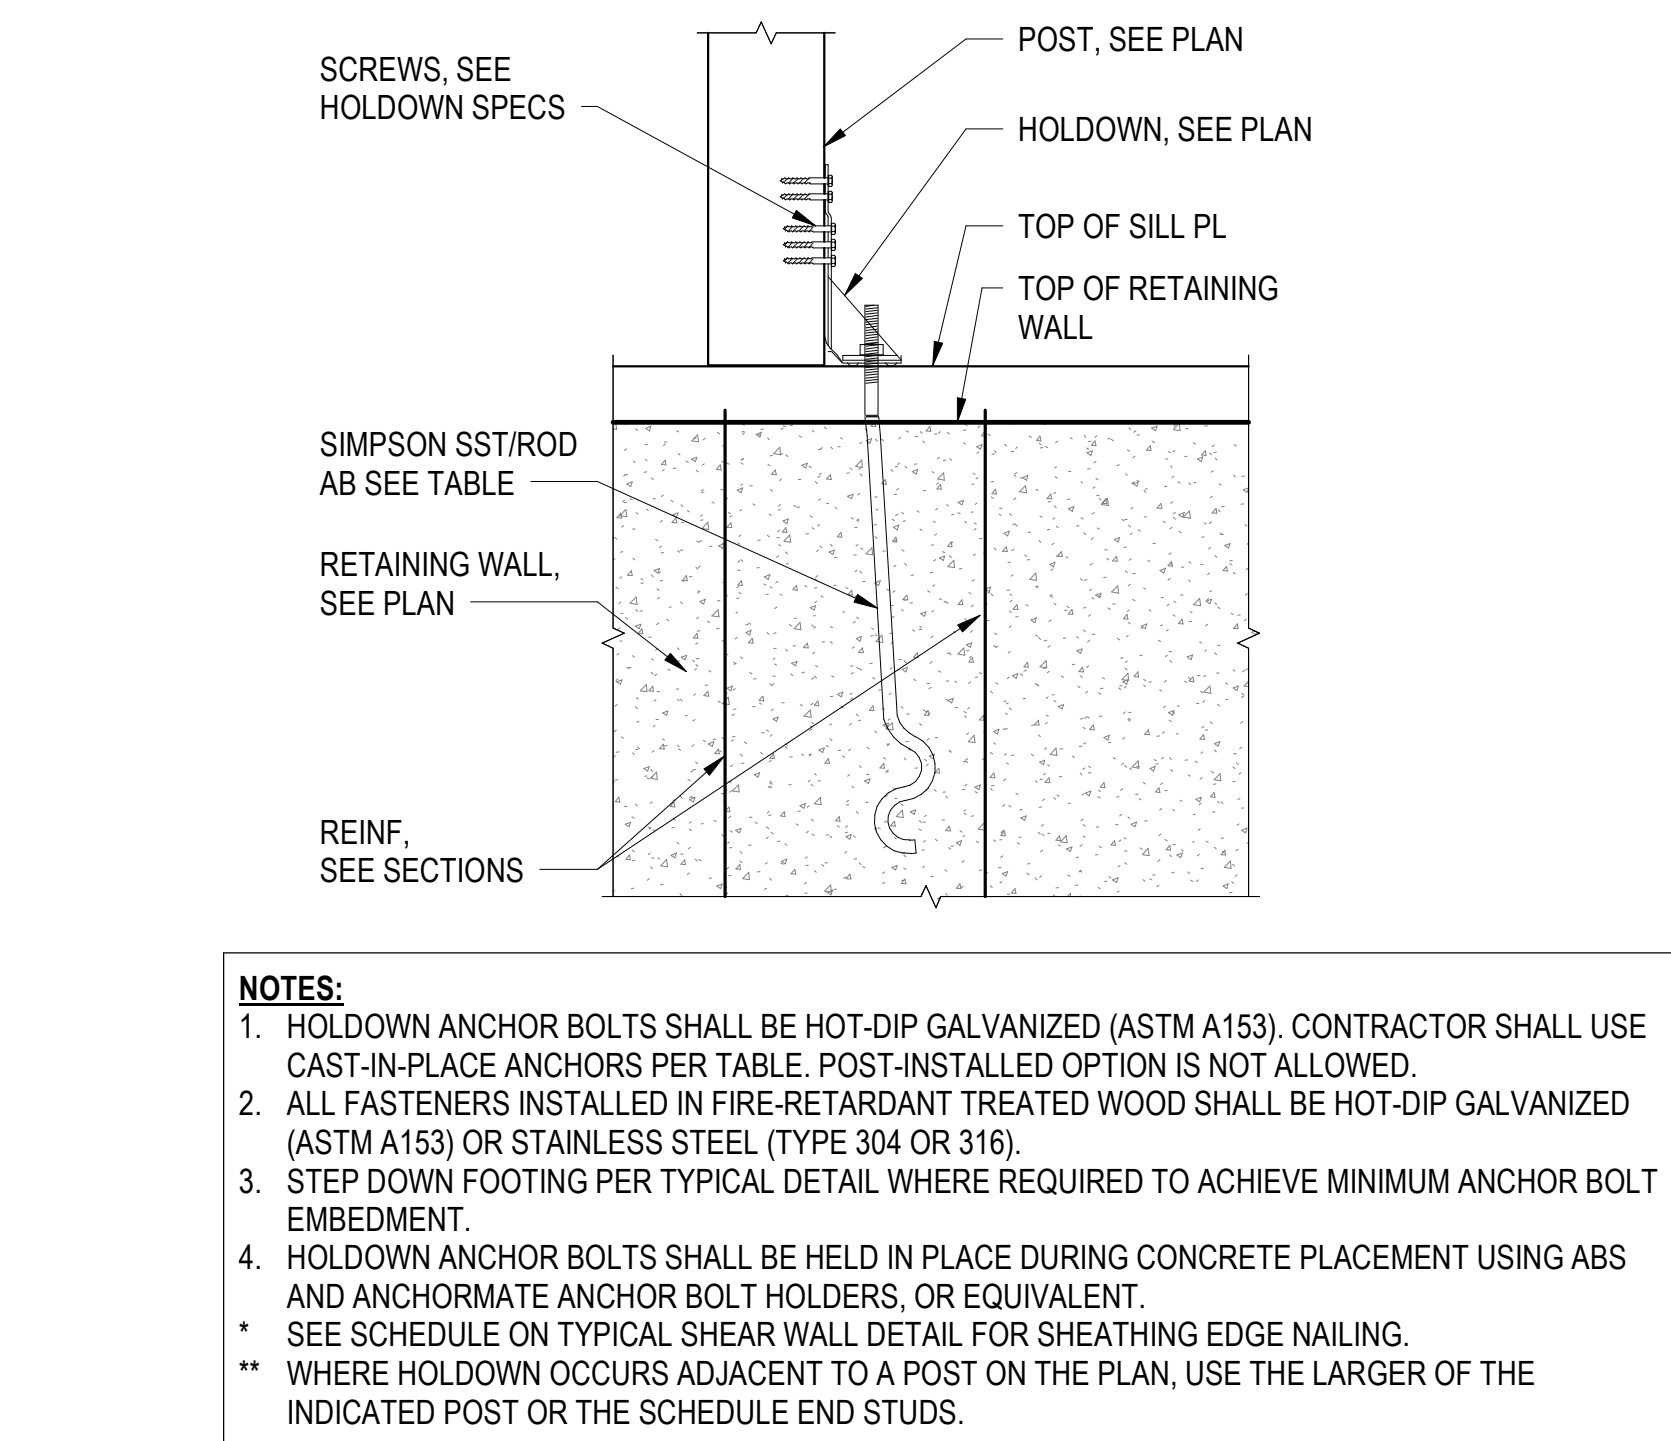 SCREWS, SEE
HOLDOWN SPECS
POST, SEE PLAN
HOLDOWN, SEE PLAN
TOP OF SILL PL
TOP OF RETAINING
WALL
SIMPSON SST/ROD
AB SEE TABLE
RETAINING WALL,
SEE PLAN
REINF,
SEE SECTIONS
NOTES:
1. HOLDOWN ANCHOR BOLTS SHALL BE HOT-DIP GALVANIZED (ASTM A153). CONTRACTOR SHALL USE
CAST-IN-PLACE ANCHORS PER TABLE. POST-INSTALLED OPTION IS NOT ALLOWED.
2. ALL FASTENERS INSTALLED IN FIRE-RETARDANT TREATED WOOD SHALL BE HOT-DIP GALVANIZED
(ASTM A153) OR STAINLESS STEEL (TYPE 304 OR 316).
3. STEP DOWN FOOTING PER TYPICAL DETAIL WHERE REQUIRED TO ACHIEVE MINIMUM ANCHOR BOLT
EMBEDMENT.
4. HOLDOWN ANCHOR BOLTS SHALL BE HELD IN PLACE DURING CONCRETE PLACEMENT USING ABS
AND ANCHORMATE ANCHOR BOLT HOLDERS, OR EQUIVALENT.
* SEE SCHEDULE ON TYPICAL SHEAR WALL DETAIL FOR SHEATHING EDGE NAILING.
** WHERE HOLDOWN OCCURS ADJACENT TO A POST ON THE PLAN, USE THE LARGER OF THE
INDICATED POST OR THE SCHEDULE END STUDS.